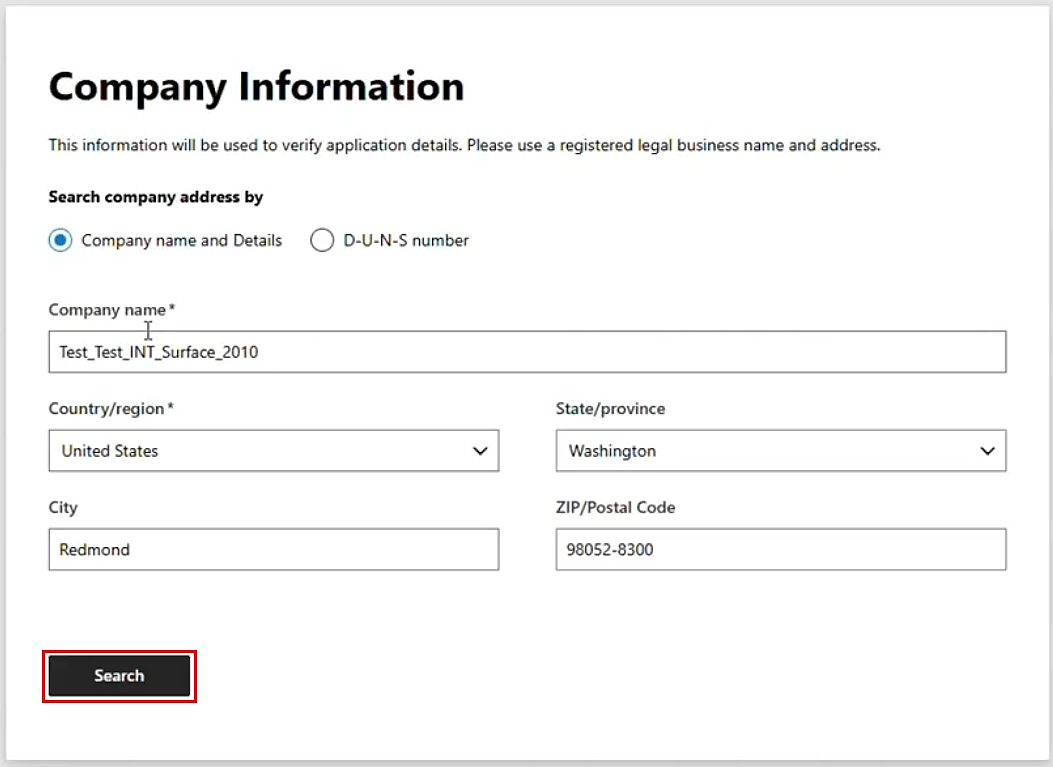 Company Information
This information will be used to verify application details. Please use a registered legal business name and address.
Search company address by
Company name and Details D-U-N-S number
Company name*
Test_Test_INT_Surface_2010
Country/region* State/province
United States Washington
City ZIP/Postal Code
Redmond 98052-8300
Search